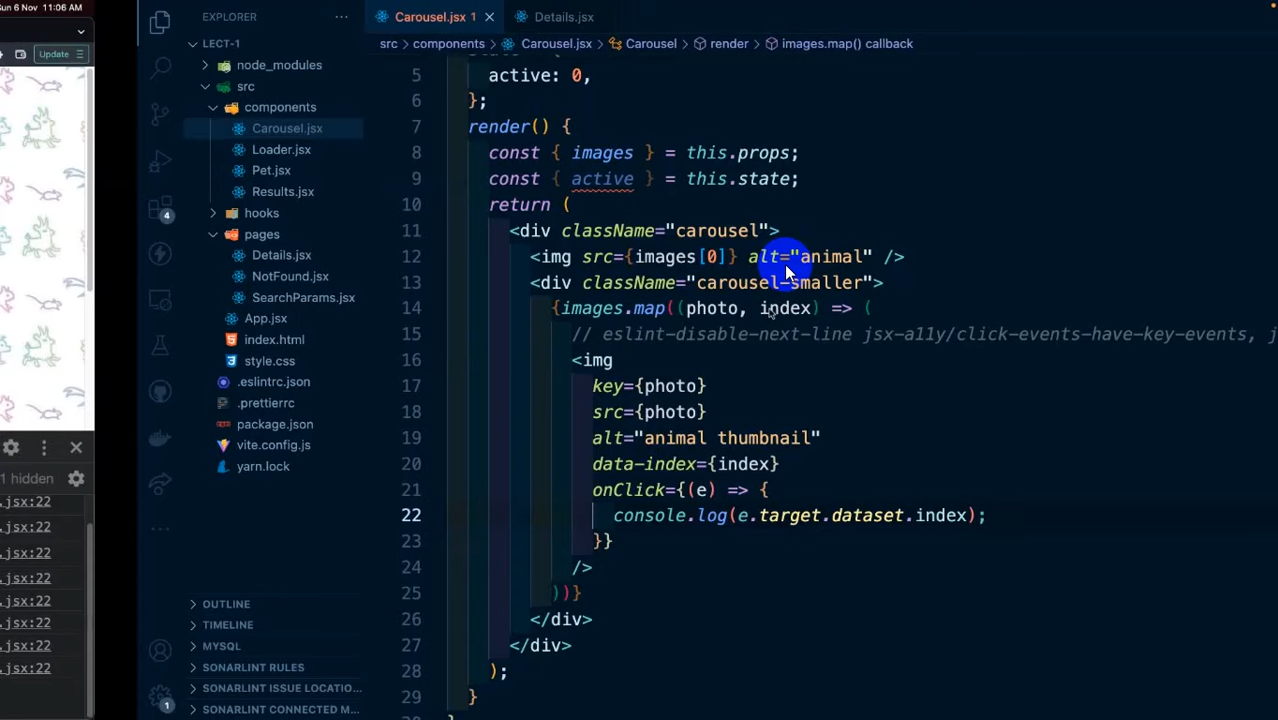 Sun 6 Nov 11:06 AM
Update
1 hidden
.jsx:22
.jsx:22
.jsx:22
.jsx:22
.jsx:22
.jsx:22
.jsx:22
.jsx:22
4
1
EXPLORER
LECT-1
node_modules
src
components
Carousel.jsx
Loader.jsx
Pet.jsx
Results.jsx
hooks
pages
Details.jsx
NotFound.jsx
SearchParams.jsx
App.jsx
index.html
style.css
.eslintrc.json
.prettierrc
package.json
vite.config.js
yarn.lock
OUTLINE
TIMELINE
MYSQL
SONARLINT RULES
SONARLINT ISSUE LOCATIO...
SONARLINT CONNECTED M...
Carousel.jsx 1 Details.jsx
src > components > Carousel.jsx > Carousel > render > images.map() callback
5 active: 0,
6 };
7 render() {
8 const { images } = this.props;
9 const { active } = this.state;
10 return (
11 <div className="carousel">
12 <img src={images[0]} alt="animal" />
13 <div className="carousel-smaller">
14 {images.map((photo, index) => (
15 // eslint-disable-next-line jsx-a11y/click-events-have-key-events, j
16 <img
17 key={photo}
18 src={photo}
19 alt="animal thumbnail"
20 data-index={index}
21 onClick={(e) => {
22 console.log(e.target.dataset.index);
23 }}
24 />
25 ))}
26 </div>
27 </div>
28 );
29 }